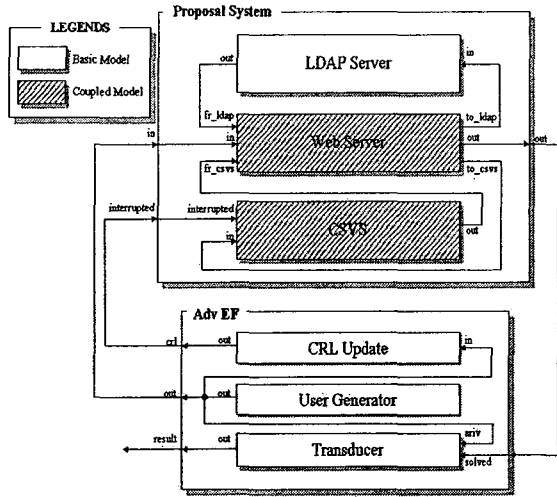 Proposal System
LEGENDS
Basic Model
Coupled Model
out
LDAP Server
in
fr_ldap
to_ldap
in
in
Web Server
out
out
fr_csvs
to_csvs
interrupted
interrupted
CSVS
in
out
Adv EF
crl
out
CRL Update
in
out
out
User Generator
result
out
Transducer
ariv
solved